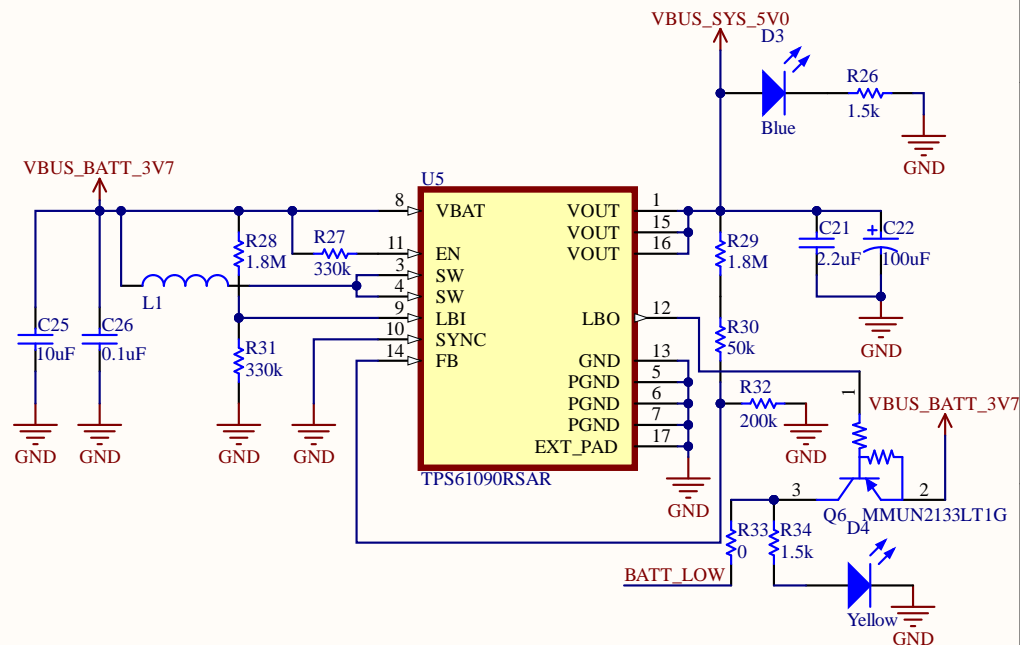 VBUS_SYS_5V0
D3
R26
1.5k
Blue
GND
VBUS_BATT_3V7
U5
8
VBAT
VOUT
1
VOUT
15
VOUT
16
R28
1.8M
R27
330k
11
EN
3
SW
4
SW
L1
R29
1.8M
C21
2.2uF
C22
100uF
+
9
LBI
LBO
12
10
SYNC
14
FB
GND
13
PGND
5
PGND
6
PGND
7
EXT_PAD
17
C25
10uF
C26
0.1uF
R31
330k
R30
50k
GND
R32
200k
1
VBUS_BATT_3V7
GND
GND
GND
GND
GND
TPS61090RSAR
GND
3
2
Q6
MMUN2133LT1G
D4
R33
0
R34
1.5k
BATT_LOW
Yellow
GND